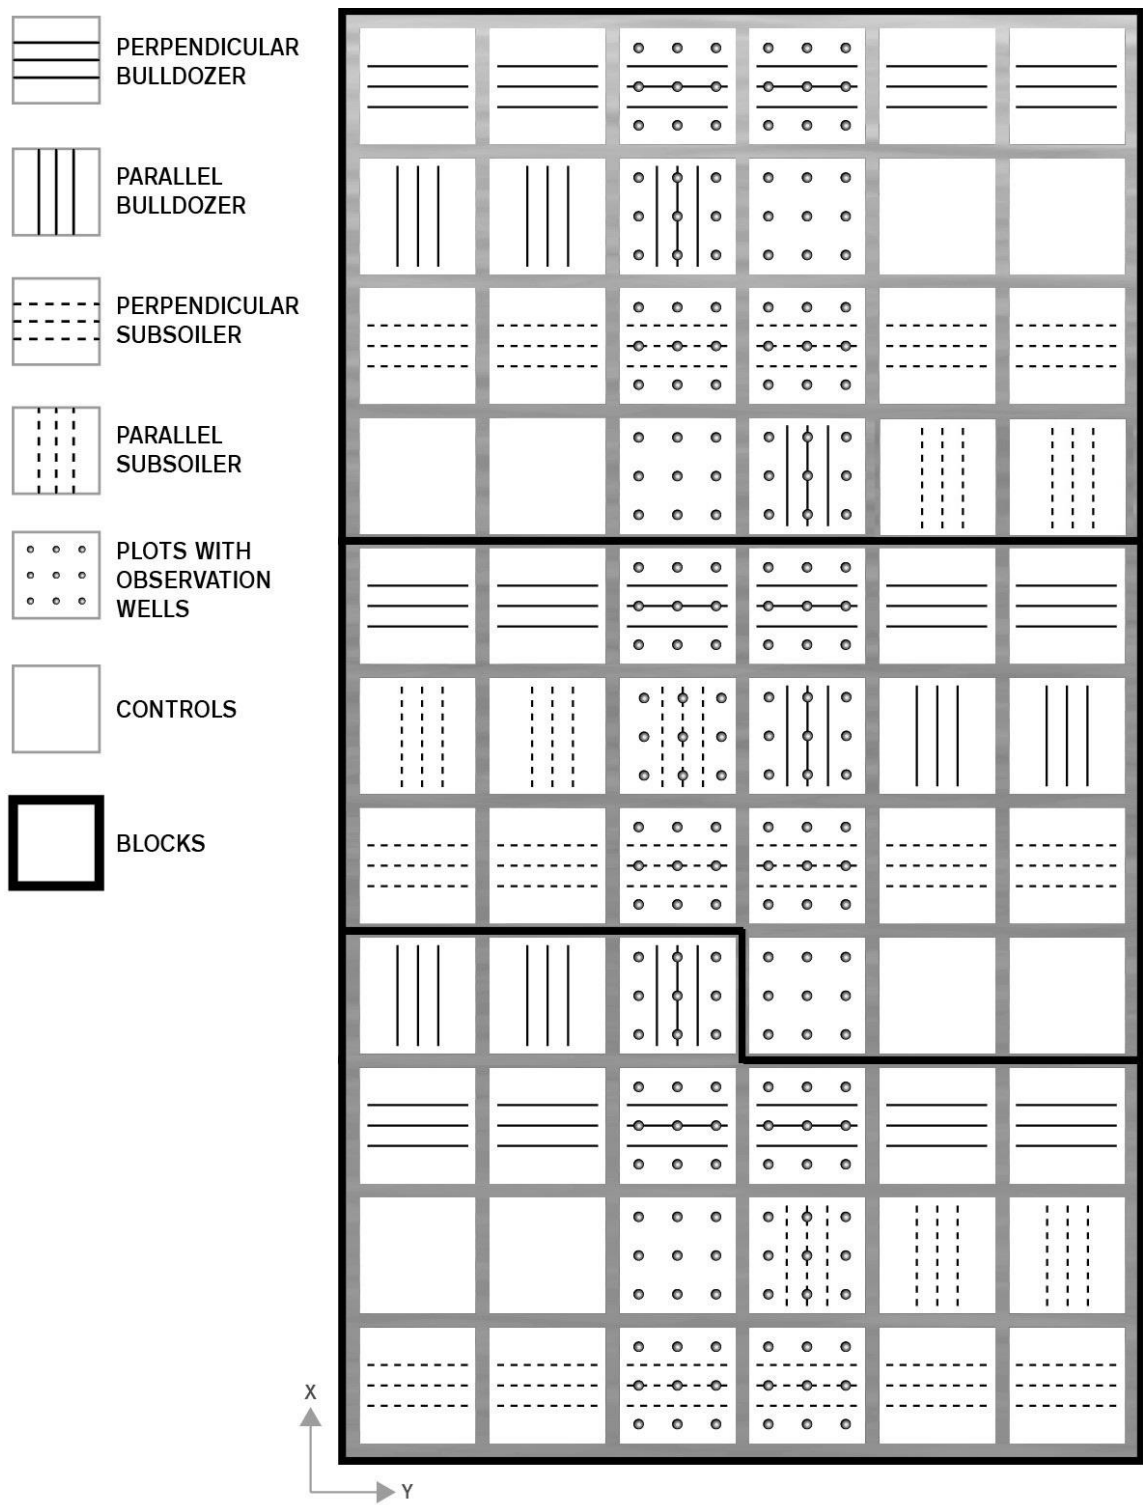 PERPENDICULAR
BULLDOZER
PARALLEL
BULLDOZER
PERPENDICULAR
SUBSOILER
PARALLEL
SUBSOILER
PLOTS WITH
OBSERVATION
WELLS
CONTROLS
BLOCKS
X
Y